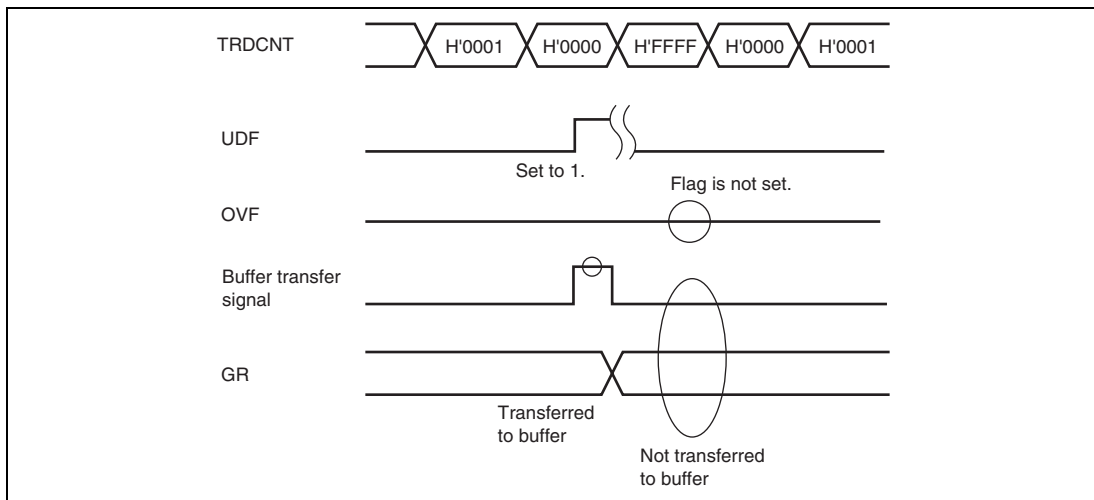 TRDCNT H'0001 H'0000 H'FFFF H'0000 H'0001
UDF
Set to 1.
Flag is not set.
OVF
Buffer transfer
signal
GR
Transferred
to buffer
Not transferred
to buffer